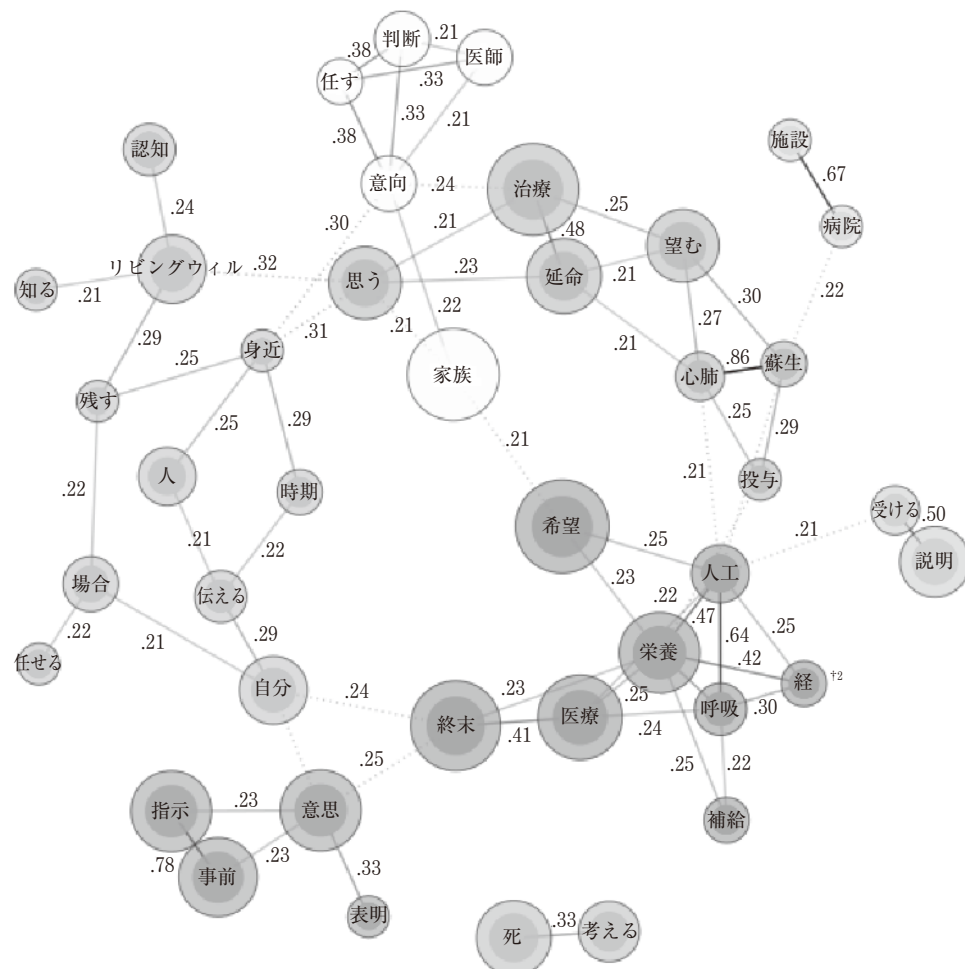 判断
.21
医師
.38
任す
.33
.33
.21
.38
施設
認知
.67
意向
.24
治療
.24
.25
.30
.21
病院
.48
望む
リビングウィル
.32
思う
.23
延命
.21
知る
.21
.22
.30
.22
.31
.21
.27
.29
身近
.21
.25
家族
心肺
.86
蘇生
残す
.25
.25
.29
.29
.21
.21
人
時期
投与
.22
受ける
.50
希望
.25
.21
.21
.22
説明
人工
場合
伝える
.23
.22
.47
.22
.21
.29
.64
.25
任せる
栄養
.42
自分
.24
.23
.25
経
†2
医療
呼吸
.30
終末
.41
.24
.25
.25
.22
指示
.23
意思
補給
.78
.23
事前
.33
表明
死
.33
考える